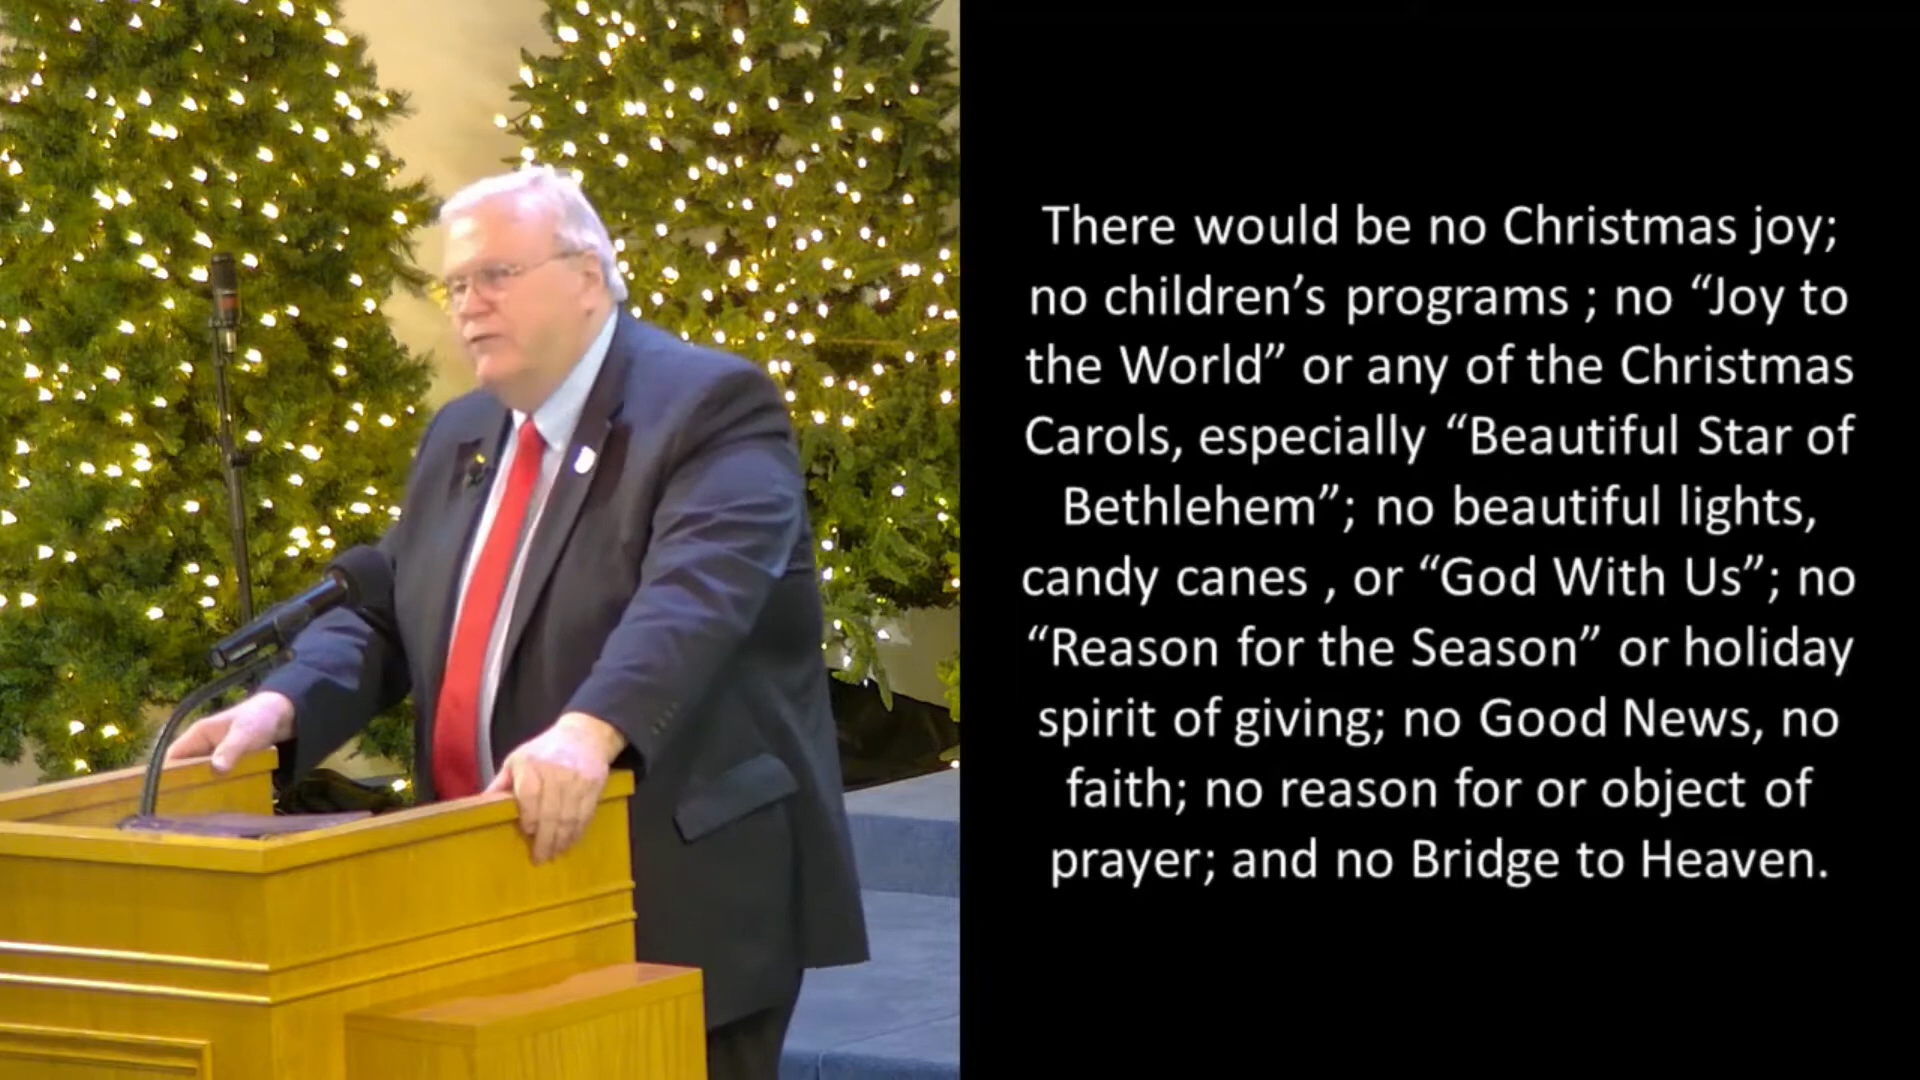 There would be no Christmas joy;
no children’s programs ; no “Joy to
the World” or any of the Christmas
Carols, especially “Beautiful Star of
Bethlehem”; no beautiful lights,
candy canes , or “God With Us”; no
“Reason for the Season” or holiday
spirit of giving; no Good News, no
faith; no reason for or object of
prayer; and no Bridge to Heaven.